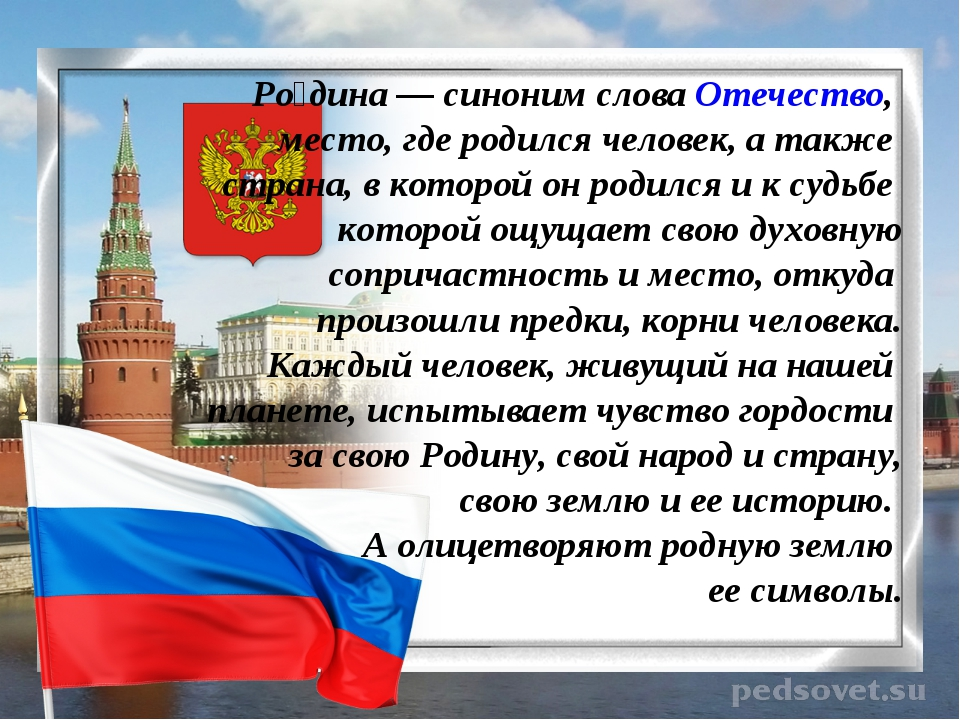 Ро́дина — синоним слова Отечество,
место, где родился человек, а также
страна, в которой он родился и к судьбе
которой ощущает свою духовную
сопричастность и место, откуда
произошли предки, корни человека.
Каждый человек, живущий на нашей
планете, испытывает чувство гордости
за свою Родину, свой народ и страну,
свою землю и ее историю.
А олицетворяют родную землю
ее символы.
pedsovet.su